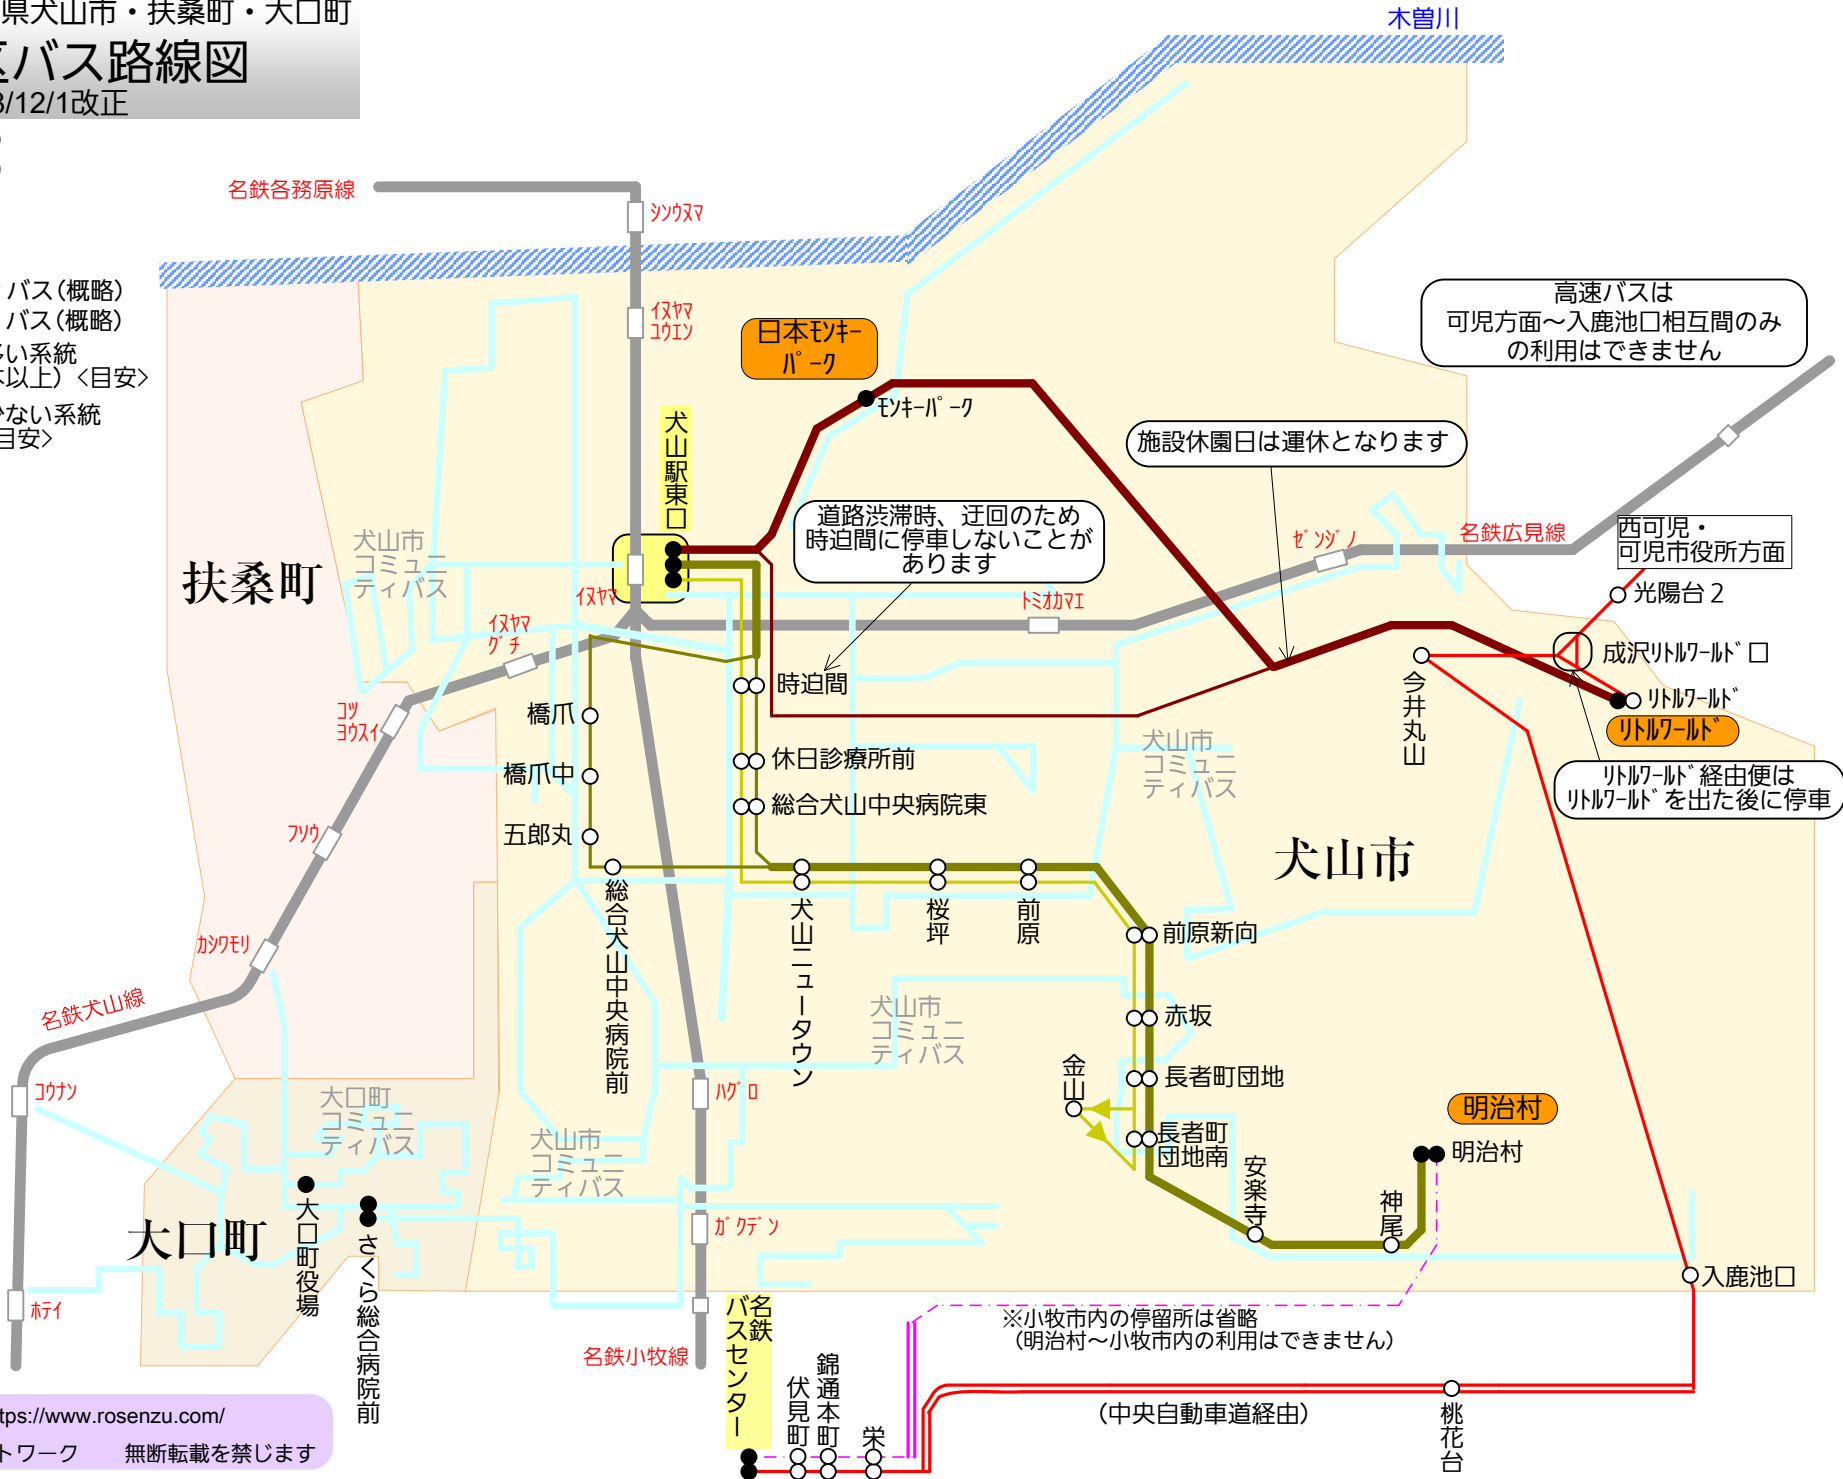 県犬山市・扶桑町・大口町
区バス路線図
3/12/1改正
木曽川
名鉄各務原線
シンウヌマ
バス(概略)
バス(概略)
多い系統
本以上）<目安>
少ない系統
目安>
イヌヤマ
コウエン
日本モンキー
パーク
モンキーパーク
高速バスは
可児方面～入鹿池口相互間のみ
の利用はできません
施設休園日は運休となります
犬山駅東口
道路渋滞時、迂回のため
時迫間に停車しないことが
あります
犬山市
コミュニ
ティバス
扶桑町
イヌヤマ
イヌヤマ
グチ
トミオカマエ
ゼンジノ
名鉄広見線
西可児・
可児市役所方面
光陽台２
成沢リトルワールド口
リトルワールド
リトルワールド
今井丸山
リトルワールド経由便は
リトルワールドを出た後に停車
時迫間
橋爪
橋爪中
五郎丸
休日診療所前
総合犬山中央病院東
コツ
ヨウスイ
フソウ
カシワモリ
名鉄犬山線
コウナン
ホテイ
犬山市
コミュニ
ティバス
犬山市
総合犬山中央病院前
犬山ニュータウン
桜坪
前原
前原新向
赤坂
長者町団地
金山
長者町
団地南
安楽寺
神尾
明治村
明治村
入鹿池口
犬山市
コミュニ
ティバス
犬山市
コミュニ
ティバス
大口町
コミュニ
ティバス
大口町
大口町役場
さくら総合病院前
ハグロ
ガクデン
名鉄小牧線
名鉄
バスセンター
伏見町
錦通本町
栄
※小牧市内の停留所は省略
（明治村～小牧市内の利用はできません）
（中央自動車道経由）
桃花台
tps://www.rosenzu.com/
トワーク　　無断転載を禁じます